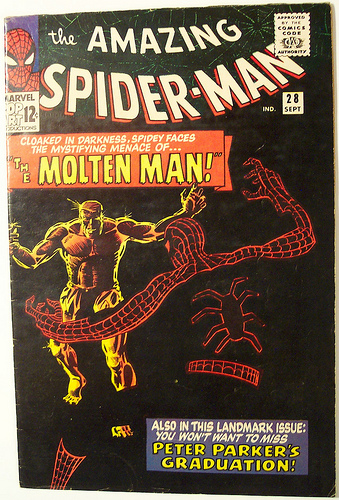 the AMAZING
SPIDER-MAN
APPROVED
BY THE
COMICS
CODE
AUTHORITY
MARVEL
12¢
IND.
28
SEPT
CLOAKED IN DARKNESS, SPIDEY FACES
THE MYSTIFYING MENACE OF...
"THE MOLTEN MAN!"
ALSO IN THIS LANDMARK ISSUE:
YOU WON'T WANT TO MISS
PETER PARKER'S
GRADUATION!